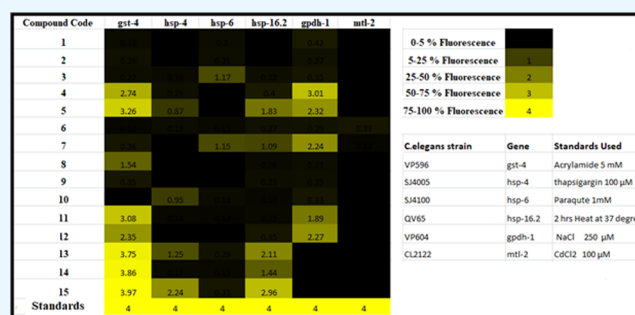 Compound Code gst-4 hsp-4 hsp-6 hsp-16.2 gpdh-1 mtl-2
1
2
3 1.17
4 2.74 3.01
5 3.26 0.87 1.83 2.32
6
7 1.15 1.09 2.24
8 1.54
9
10 0.95
11 3.08 1.89
12 2.35 2.27
13 3.75 1.25 2.11
14 3.86 1.44
15 3.97 2.24 2.96
Standards 4 4 4 4 4 4
0-5 % Fluorescence
5-25 % Fluorescence 1
25-50 % Fluorescence 2
50-75 % Fluorescence 3
75-100 % Fluorescence 4
C.elegans strain Gene Standards Used
VP596 gst-4 Acrylamide 5 mM
SJ4005 hsp-4 thapsigargin 100 µM
SJ4100 hsp-6 Paraqute 1mM
QV65 hsp-16.2 2 hrs Heat at 37 degre
VP604 gpdh-1 NaCl 250 µM
CL2122 mtl-2 CdCl2 100 µM